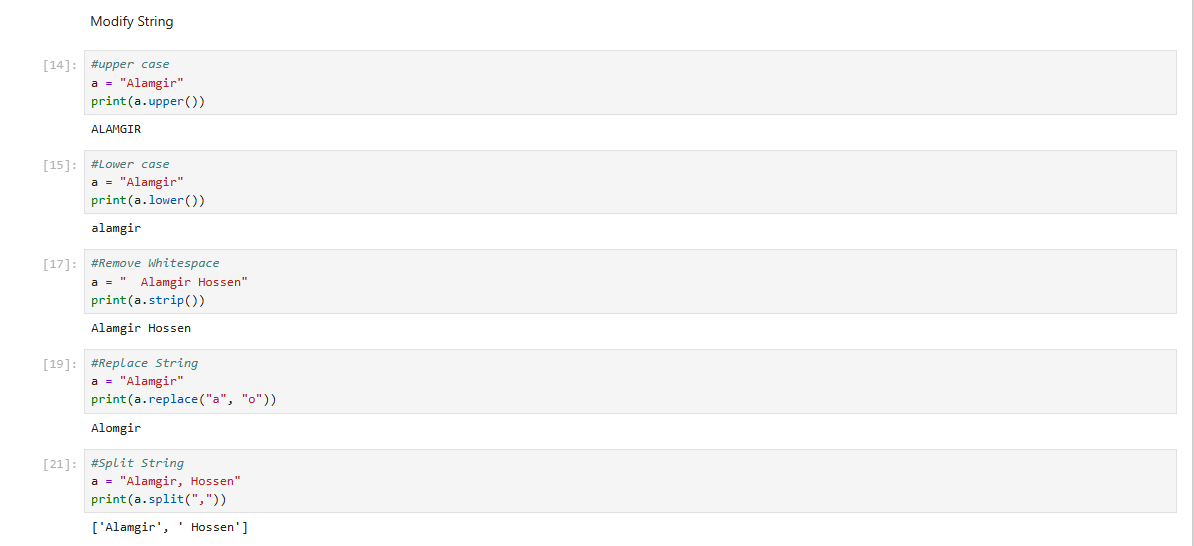 Modify String
[14]: #upper case
a = "Alamgir"
print(a.upper())
ALAMGIR
[15]: #Lower case
a = "Alamgir"
print(a.lower())
alamgir
[17]: #Remove Whitespace
a = "  Alamgir Hossen"
print(a.strip())
Alamgir Hossen
[19]: #Replace String
a = "Alamgir"
print(a.replace("a", "o"))
Alomgir
[21]: #Split String
a = "Alamgir, Hossen"
print(a.split(","))
['Alamgir', ' Hossen']